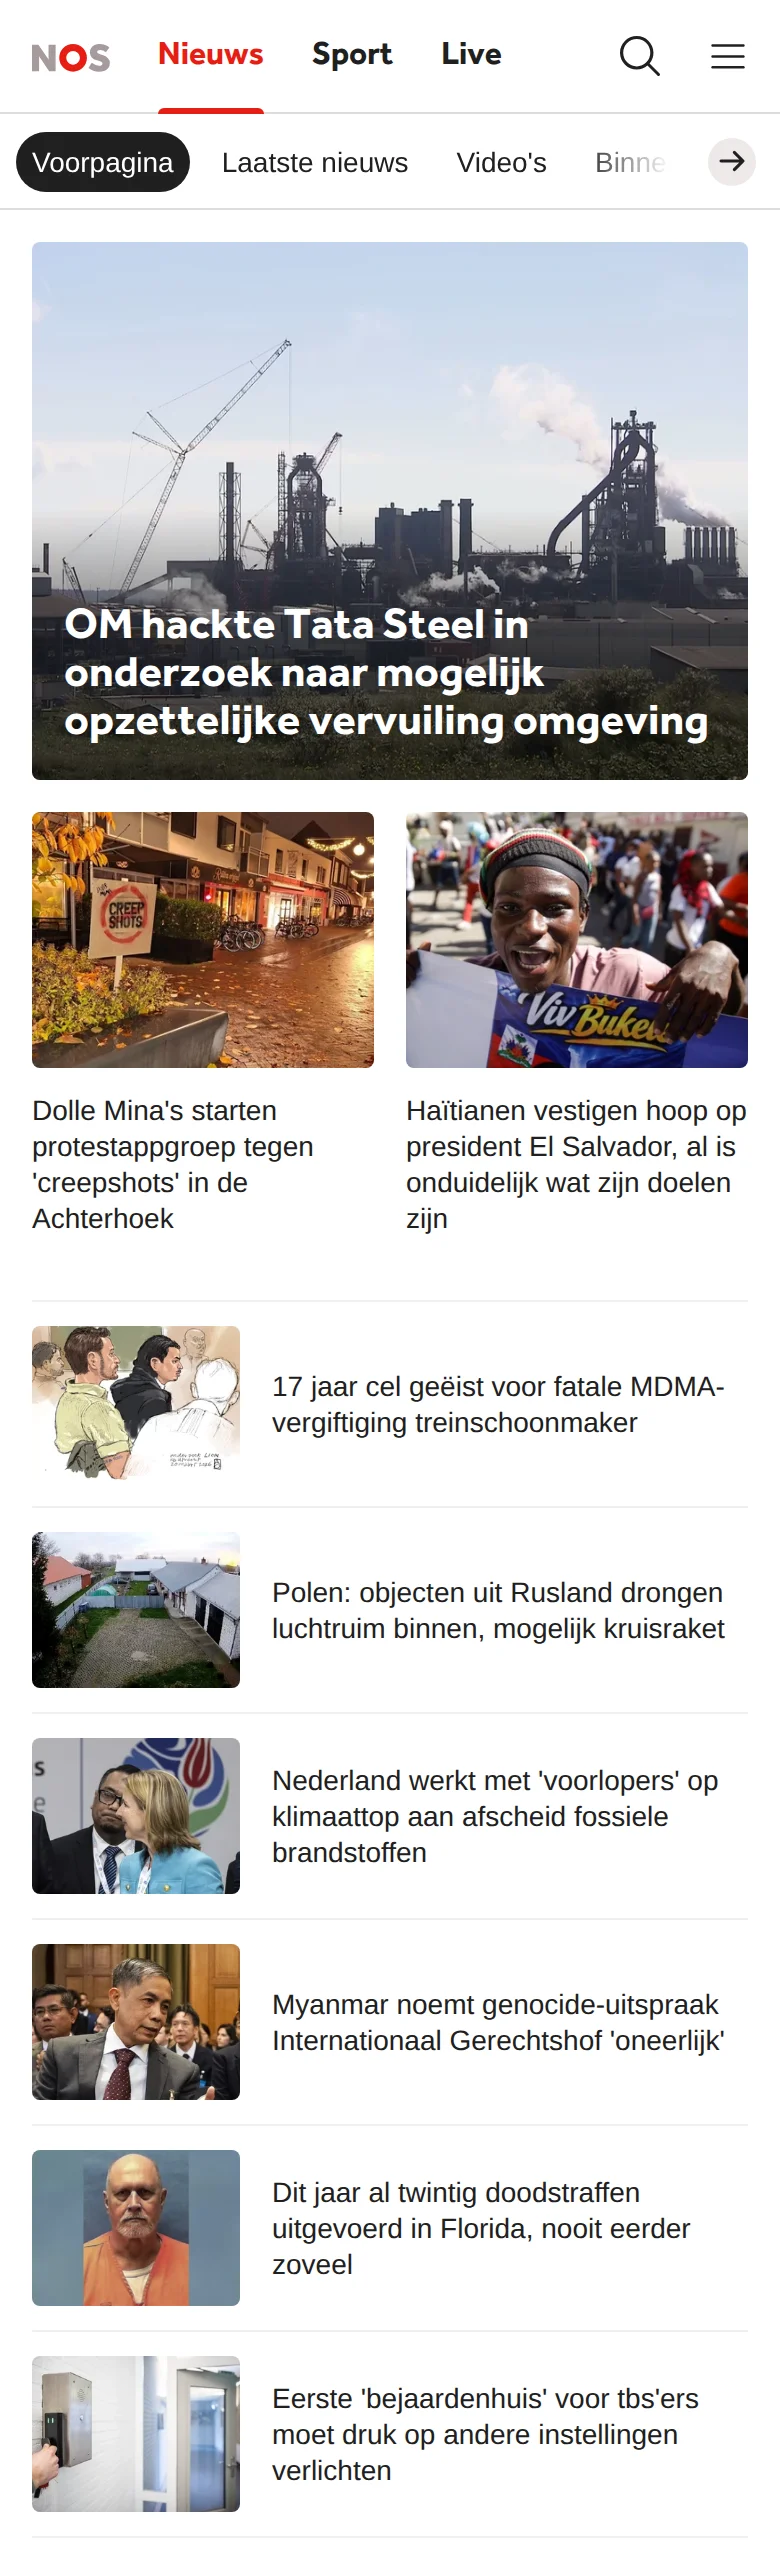 NOS Nieuws Sport Live
Voorpagina Laatste nieuws Video's Binne
OM hackte Tata Steel in
onderzoek naar mogelijk
opzettelijke vervuiling omgeving
CREEP
SHOTS
Viv Bukele
Dolle Mina's starten
protestappgroep tegen
'creepshots' in de
Achterhoek
Haïtianen vestigen hoop op
president El Salvador, al is
onduidelijk wat zijn doelen
zijn
17 jaar cel geëist voor fatale MDMA-
vergiftiging treinschoonmaker
Polen: objecten uit Rusland drongen
luchtruim binnen, mogelijk kruisraket
s
e
Nederland werkt met 'voorlopers' op
klimaattop aan afscheid fossiele
brandstoffen
Myanmar noemt genocide-uitspraak
Internationaal Gerechtshof 'oneerlijk'
Dit jaar al twintig doodstraffen
uitgevoerd in Florida, nooit eerder
zoveel
Eerste 'bejaardenhuis' voor tbs'ers
moet druk op andere instellingen
verlichten